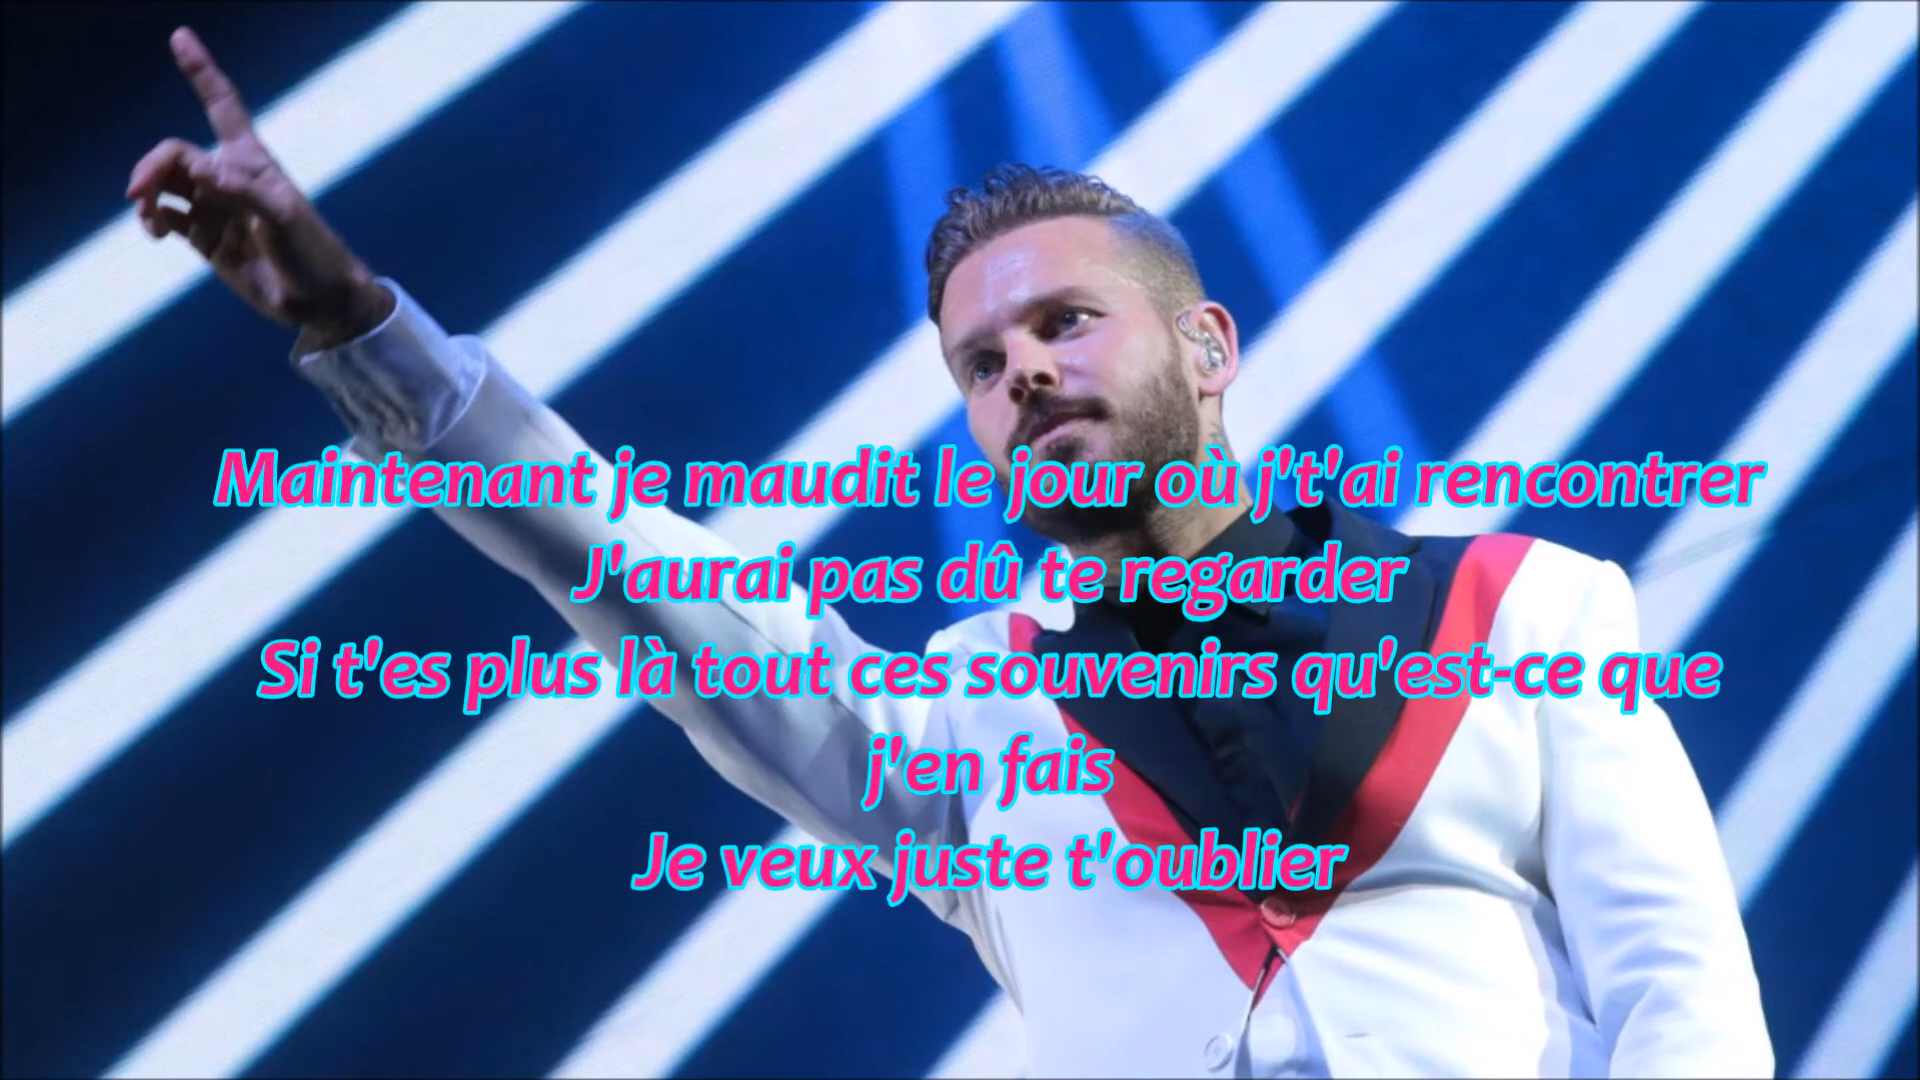 Maintenant je maudit le jour où j't'ai rencontrer
J'aurai pas dû te regarder
Si t'es plus là tout ces souvenirs qu'est-ce que
j'en fais
Je veux juste t'oublier